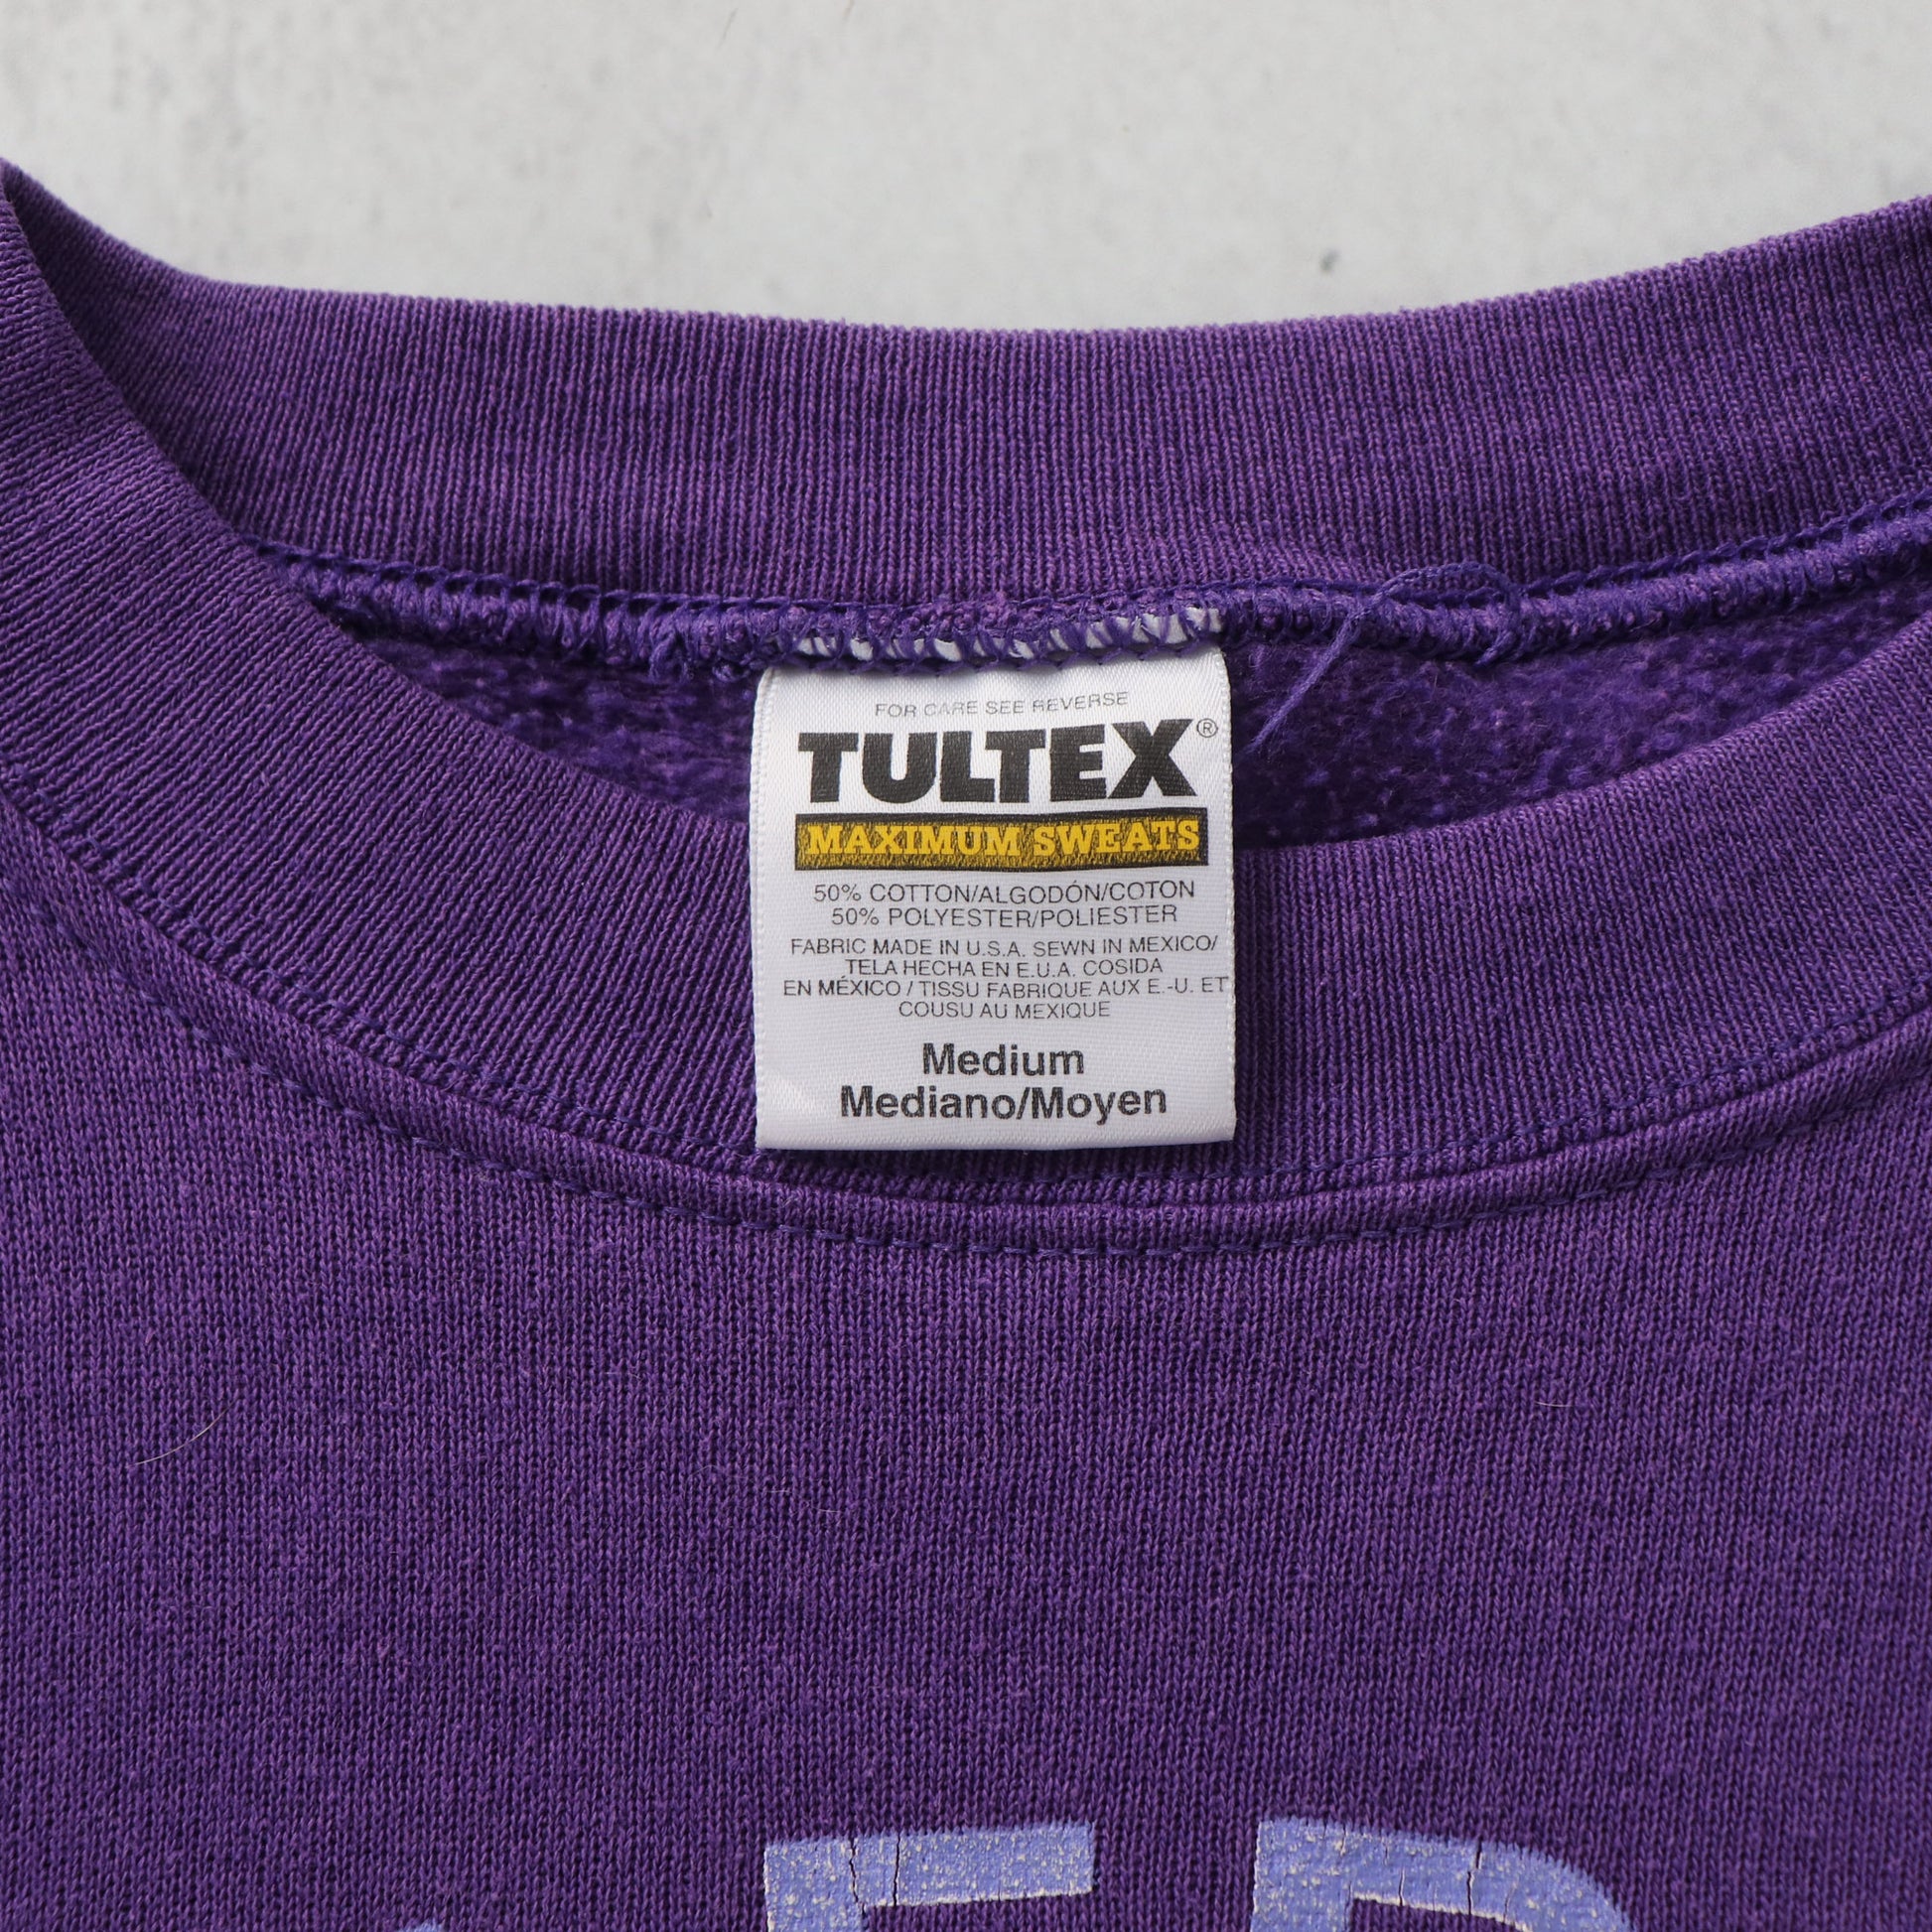 FOR CARE SEE REVERSE
TULTEX®
MAXIMUM SWEATS
50% COTTON/ALGODÓN/COTON
50% POLYESTER/POLIESTER
FABRIC MADE IN U.S.A. SEWN IN MEXICO/
TELA HECHA EN E.U.A. COSIDA
EN MÉXICO / TISSU FABRIQUE AUX E.-U. ET
COUSU AU MEXIQUE
Medium
Mediano/Moyen